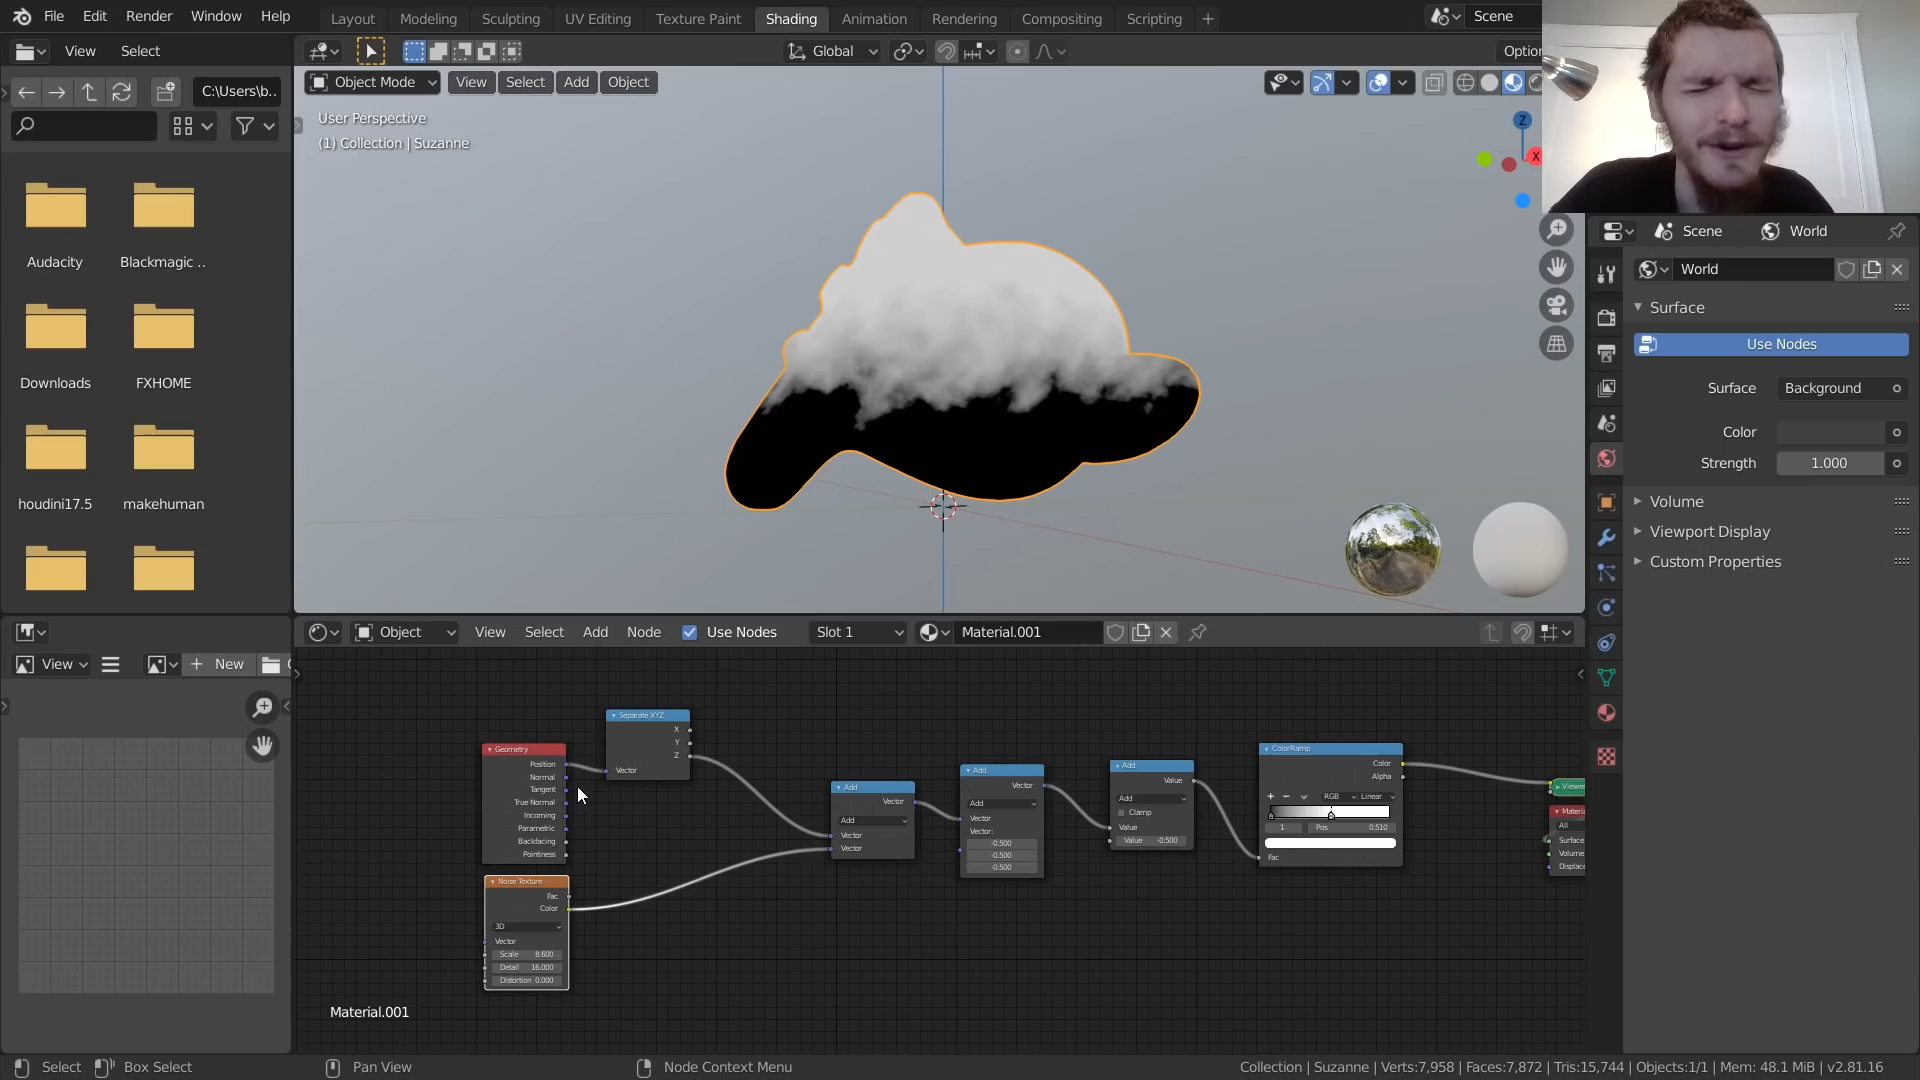 File Edit Render Window Help
Layout Modeling Sculpting UV Editing Texture Paint Shading Animation Rendering Compositing Scripting +
Scene
View Select
Global
C:\Users\b..
Object Mode View Select Add Object
User Perspective
(1) Collection | Suzanne
Z
X
Audacity Blackmagic ..
Downloads FXHOME
houdini17.5 makehuman
Scene World
World
Surface
Use Nodes
Surface Background
Color
Strength 1.000
Volume
Viewport Display
Custom Properties
Object View Select Add Node Use Nodes Slot 1 Material.001
View + New
Separate XYZ
X
Y
Z
Vector
Geometry
Position
Normal
Tangent
True Normal
Incoming
Parametric
Backfacing
Pointiness
Noise Texture
Fac
Color
3D
Vector
Scale 8.600
Detail 16.000
Distortion 0.000
Add
Vector
Add
Vector
Vector
Add
Vector
Add
Vector
Vector:
-0.500
-0.500
-0.500
Add
Value
Add
Clamp
Value
Value -0.500
ColorRamp
Color
Alpha
+ − RGB Linear
1 Pos 0.510
Fac
Viewer
Materia
All
Surface
Volume
Displac
Material.001
Select Box Select Pan View Node Context Menu
Collection | Suzanne | Verts:7,958 | Faces:7,872 | Tris:15,744 | Objects:1/1 | Mem: 48.1 MiB | v2.81.16